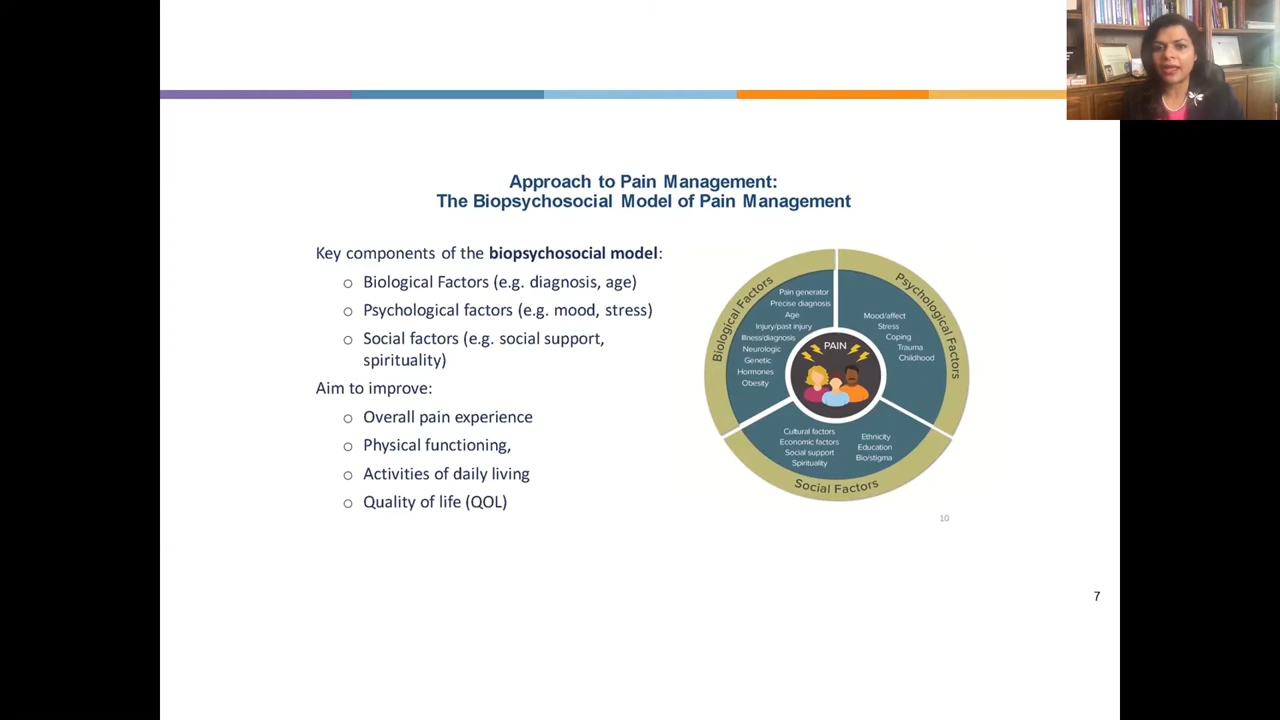 Approach to Pain Management:
The Biopsychosocial Model of Pain Management
Key components of the biopsychosocial model:
o Biological Factors (e.g. diagnosis, age)
o Psychological factors (e.g. mood, stress)
o Social factors (e.g. social support,
spirituality)
Aim to improve:
o Overall pain experience
o Physical functioning,
o Activities of daily living
o Quality of life (QOL)
Biological Factors
Pain generator
Precise diagnosis
Age
Injury/past injury
Illness/diagnosis
Neurologic
Genetic
Hormones
Obesity
Psychological Factors
Mood/affect
Stress
Coping
Trauma
Childhood
PAIN
Cultural factors
Economic factors
Social support
Spirituality
Ethnicity
Education
Bio/stigma
Social Factors
10
7